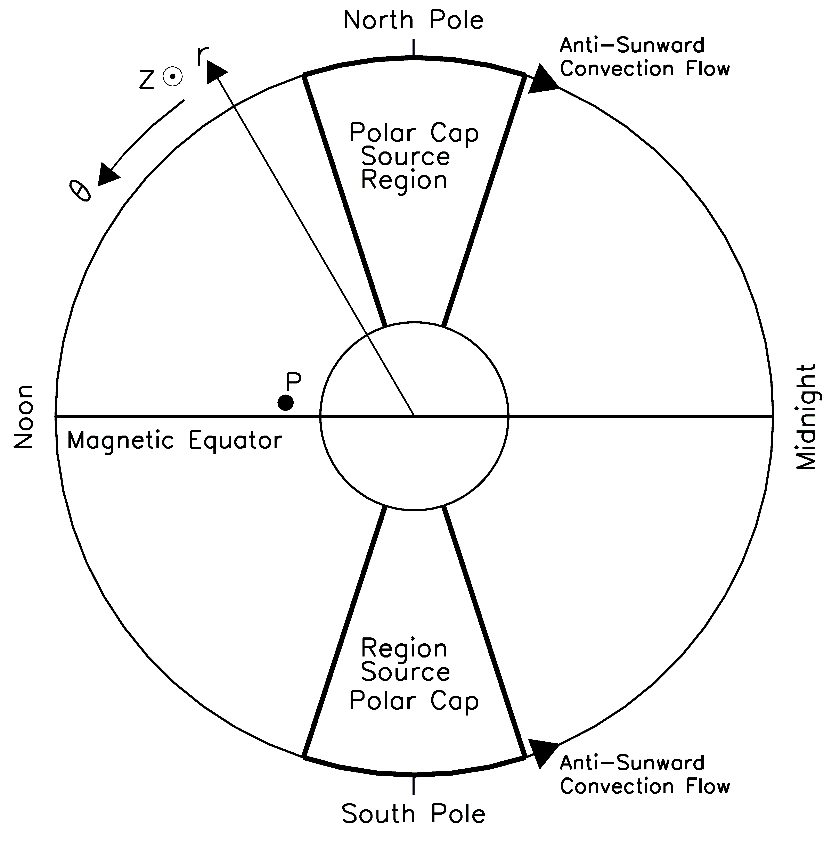 North Pole
Anti-Sunward
Convection Flow
r
z
θ
Polar Cap
Source
Region
P
Noon
Magnetic Equator
Midnight
Region
Source
Polar Cap
Anti-Sunward
Convection Flow
South Pole